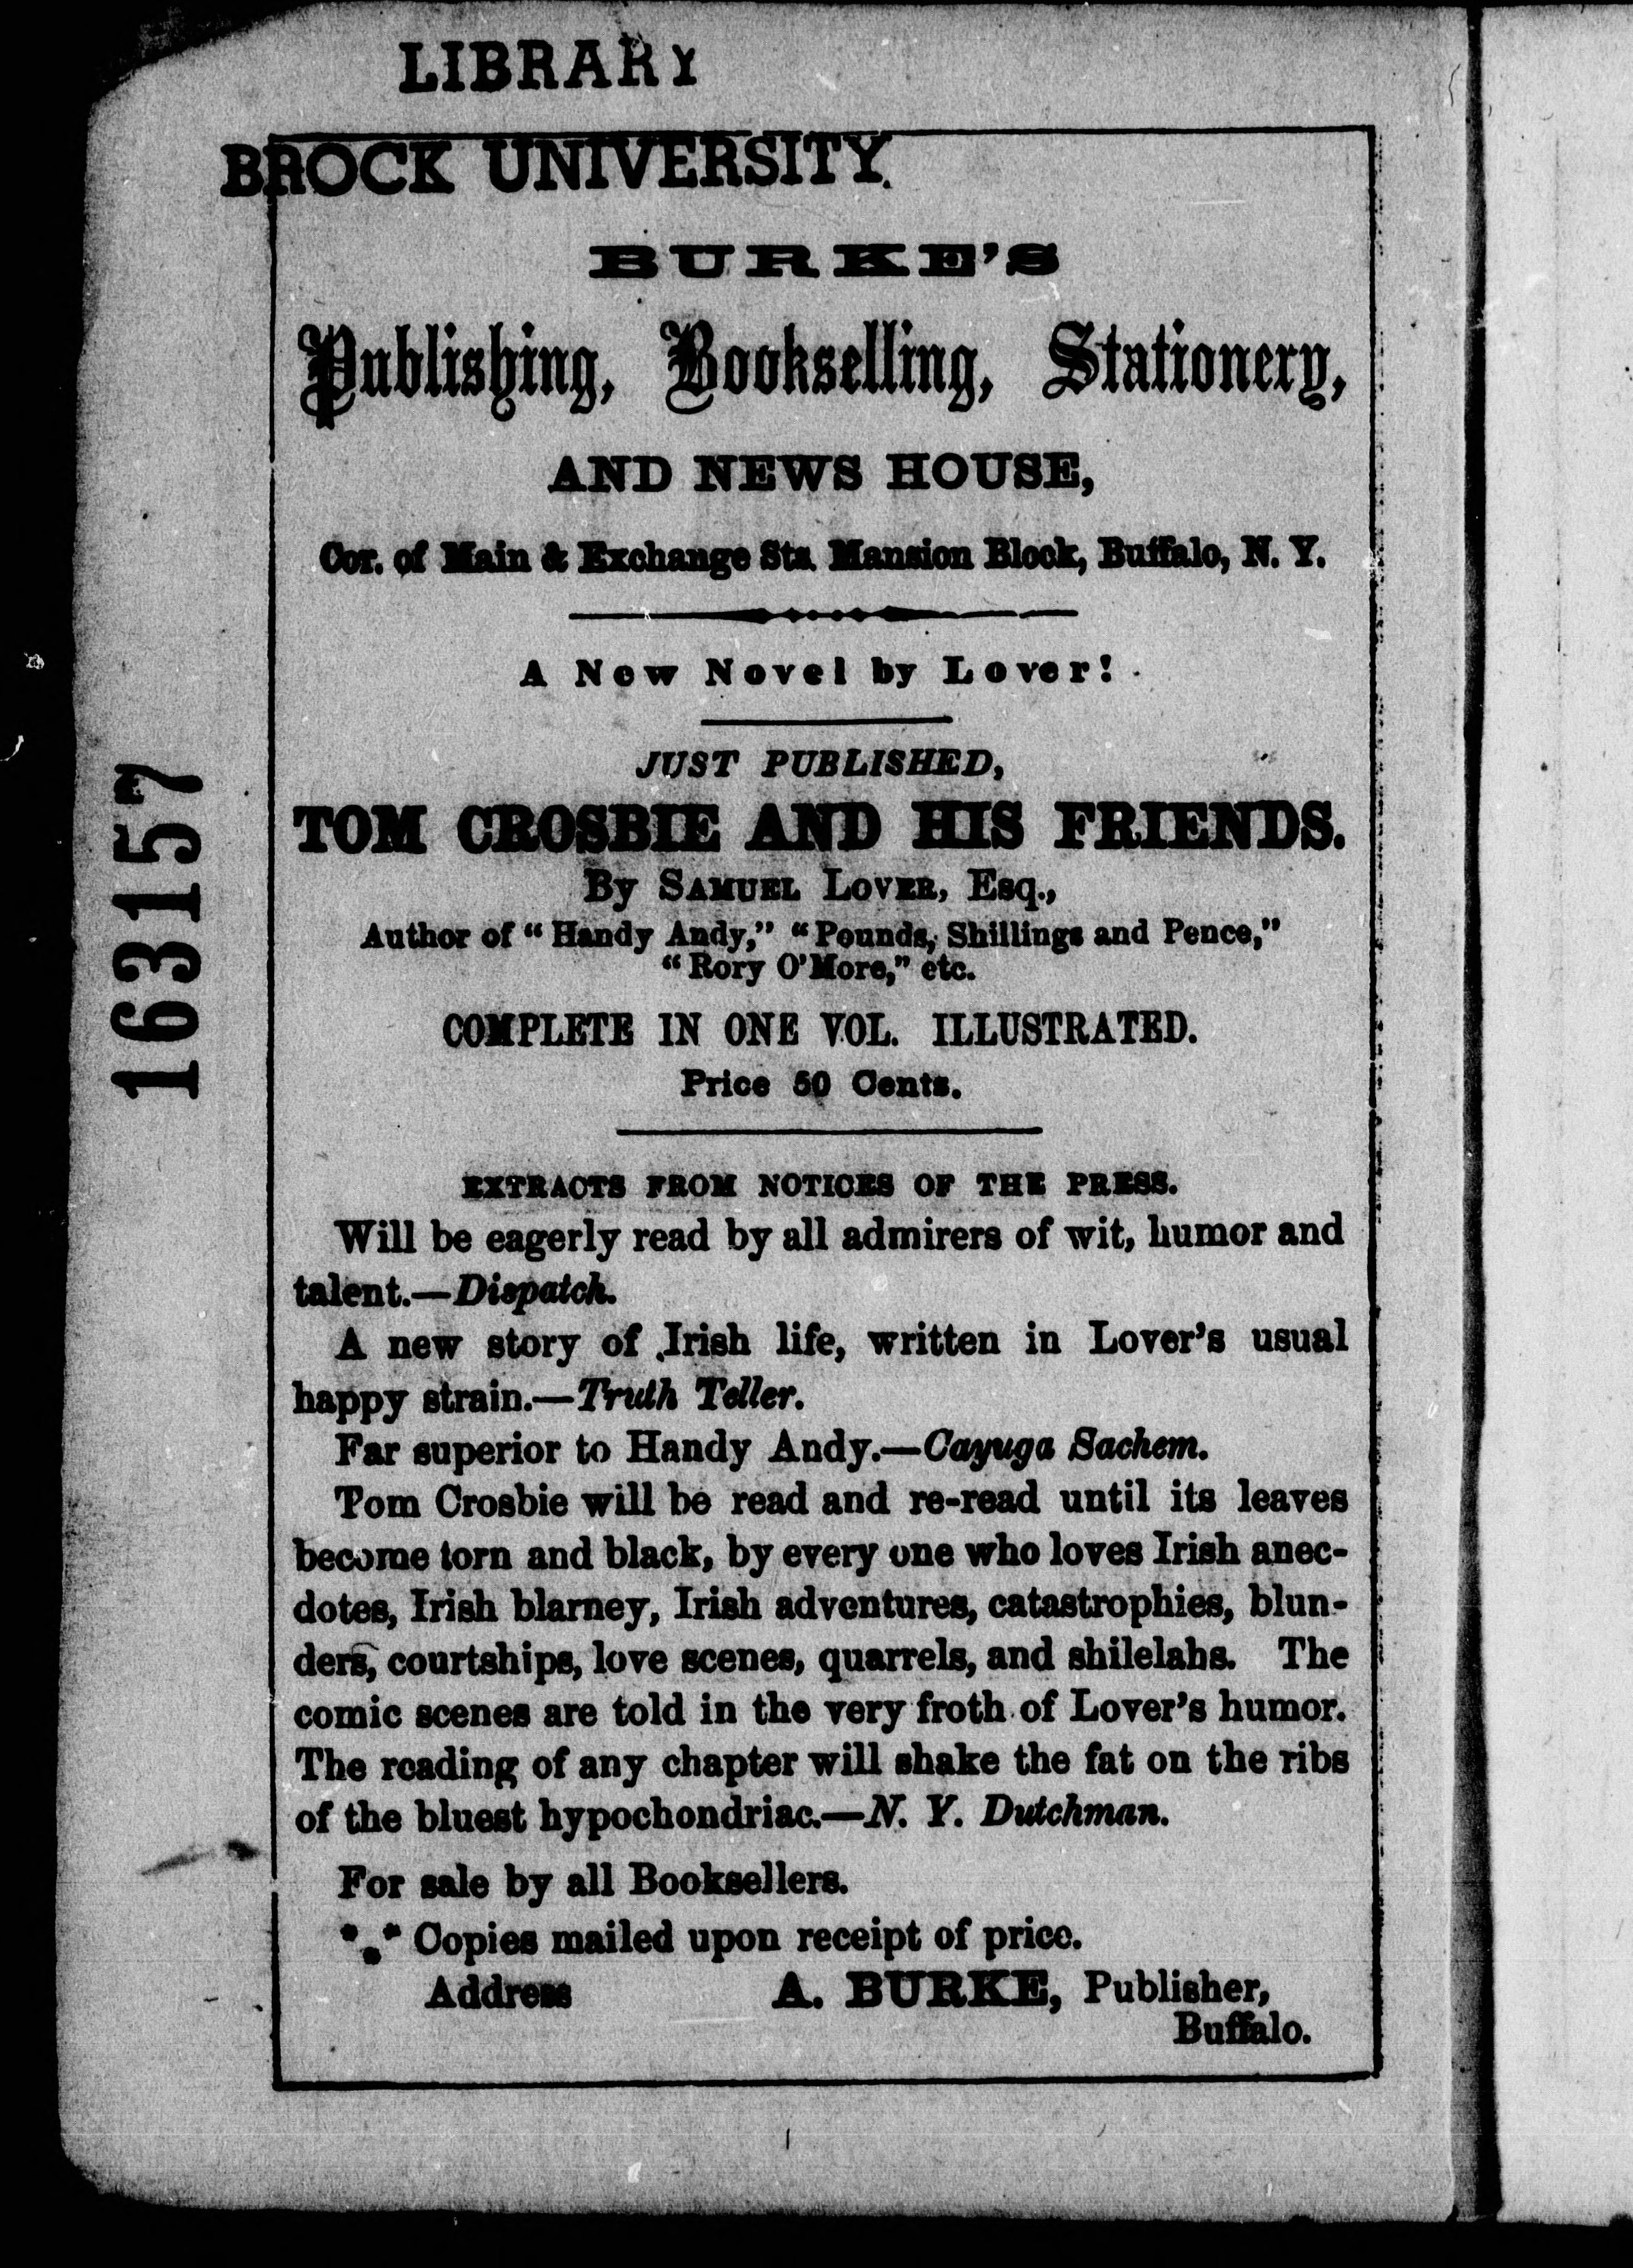 LIBRARY
BROCK UNIVERSITY.
BURKE'S
Publishing, Bookselling, Stationery,
AND NEWS HOUSE,
Cor. of Main & Exchange Sts. Mansion Block, Buffalo, N. Y.
A New Novel by Lover!
JUST PUBLISHED,
TOM CROSBIE AND HIS FRIENDS.
By SAMUEL LOVER, Esq.,
Author of "Handy Andy," "Pounds, Shillings and Pence,"
"Rory O'More," etc.
COMPLETE IN ONE VOL. ILLUSTRATED.
Price 50 Cents.
EXTRACTS FROM NOTICES OF THE PRESS.
Will be eagerly read by all admirers of wit, humor and
talent.—Dispatch.
A new story of Irish life, written in Lover's usual
happy strain.—Truth Teller.
Far superior to Handy Andy.—Cayuga Sachem.
Tom Crosbie will be read and re-read until its leaves
become torn and black, by every one who loves Irish anec-
dotes, Irish blarney, Irish adventures, catastrophies, blun-
ders, courtships, love scenes, quarrels, and shilelahs. The
comic scenes are told in the very froth of Lover's humor.
The reading of any chapter will shake the fat on the ribs
of the bluest hypochondriac.—N. Y. Dutchman.
For sale by all Booksellers.
*.* Copies mailed upon receipt of price.
Address A. BURKE, Publisher,
Buffalo.
163157